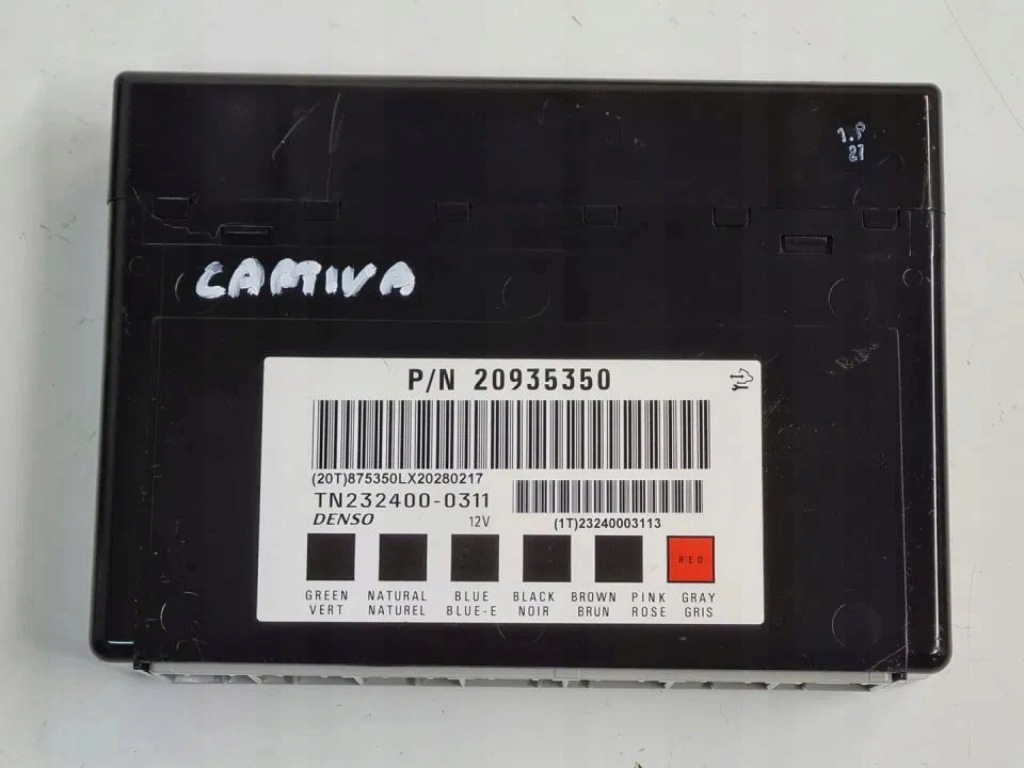 1.P
21
CAPTIVA
P/N 20935350
(20T)875350LX20280217
TN232400-0311
DENSO 12V
(1T)23240003113
RED
GREEN NATURAL BLUE BLACK BROWN PINK GRAY
VERT NATUREL BLUE-E NOIR BRUN ROSE GRIS